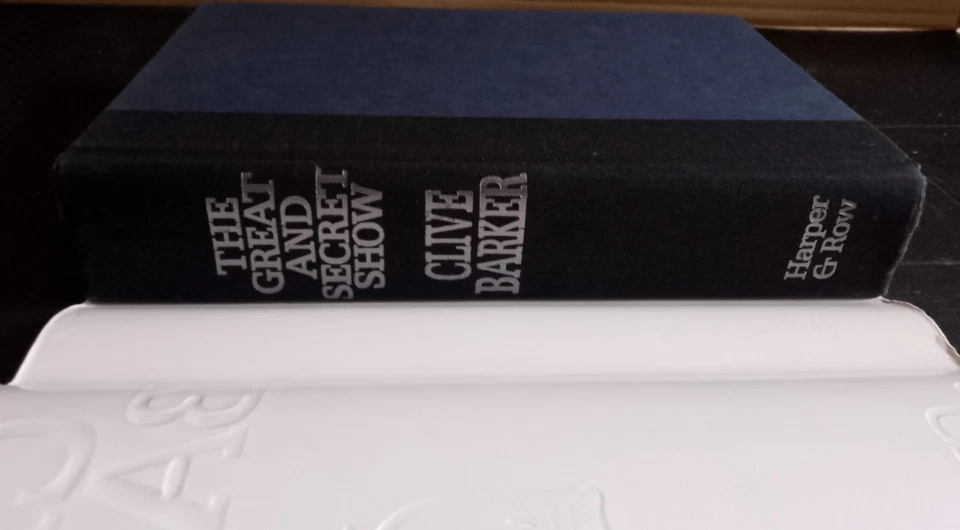 THE
GREAT
AND
SECRET
SHOW
CLIVE
BARKER
Harper
& Row